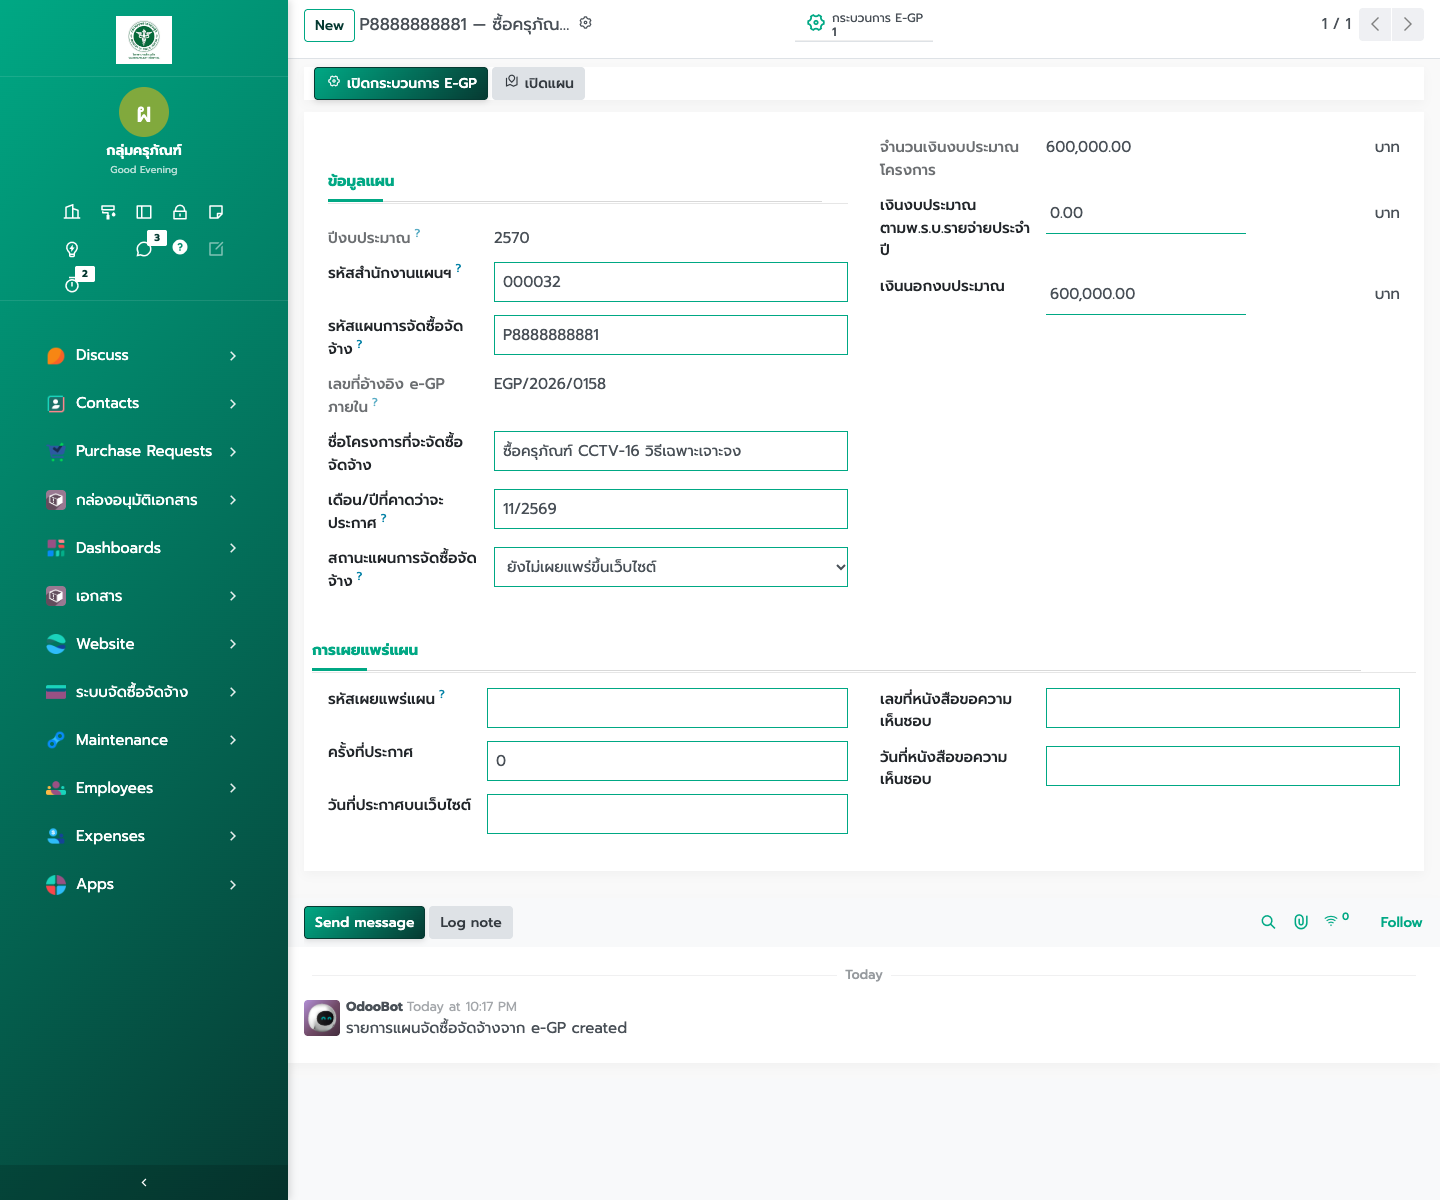 New
P8888888881 — ซื้อครุภัณ...
กระบวนการ E-GP
1
1 / 1
เปิดกระบวนการ E-GP
เปิดแผน
ผ
กลุ่มครุภัณฑ์
Good Evening
3
?
2
Discuss
Contacts
Purchase Requests
กล่องอนุมัติเอกสาร
Dashboards
เอกสาร
Website
ระบบจัดซื้อจัดจ้าง
Maintenance
Employees
Expenses
Apps
ข้อมูลแผน
ปีงบประมาณ ?
2570
รหัสสำนักงานแผนฯ ?
000032
รหัสแผนการจัดซื้อจัด
จ้าง ?
P8888888881
เลขที่อ้างอิง e-GP
ภายใน ?
EGP/2026/0158
ชื่อโครงการที่จะจัดซื้อ
จัดจ้าง
ซื้อครุภัณฑ์ CCTV-16 วิธีเฉพาะเจาะจง
เดือน/ปีที่คาดว่าจะ
ประกาศ ?
11/2569
สถานะแผนการจัดซื้อจัด
จ้าง ?
ยังไม่เผยแพร่ขึ้นเว็บไซต์
จำนวนเงินงบประมาณ
โครงการ
600,000.00
บาท
เงินงบประมาณ
ตามพ.ร.บ.รายจ่ายประจำ
ปี
0.00
บาท
เงินนอกงบประมาณ
600,000.00
บาท
การเผยแพร่แผน
รหัสเผยแพร่แผน ?
ครั้งที่ประกาศ
0
วันที่ประกาศบนเว็บไซต์
เลขที่หนังสือขอความ
เห็นชอบ
วันที่หนังสือขอความ
เห็นชอบ
Send message
Log note
0
Follow
Today
OdooBot Today at 10:17 PM
รายการแผนจัดซื้อจัดจ้างจาก e-GP created